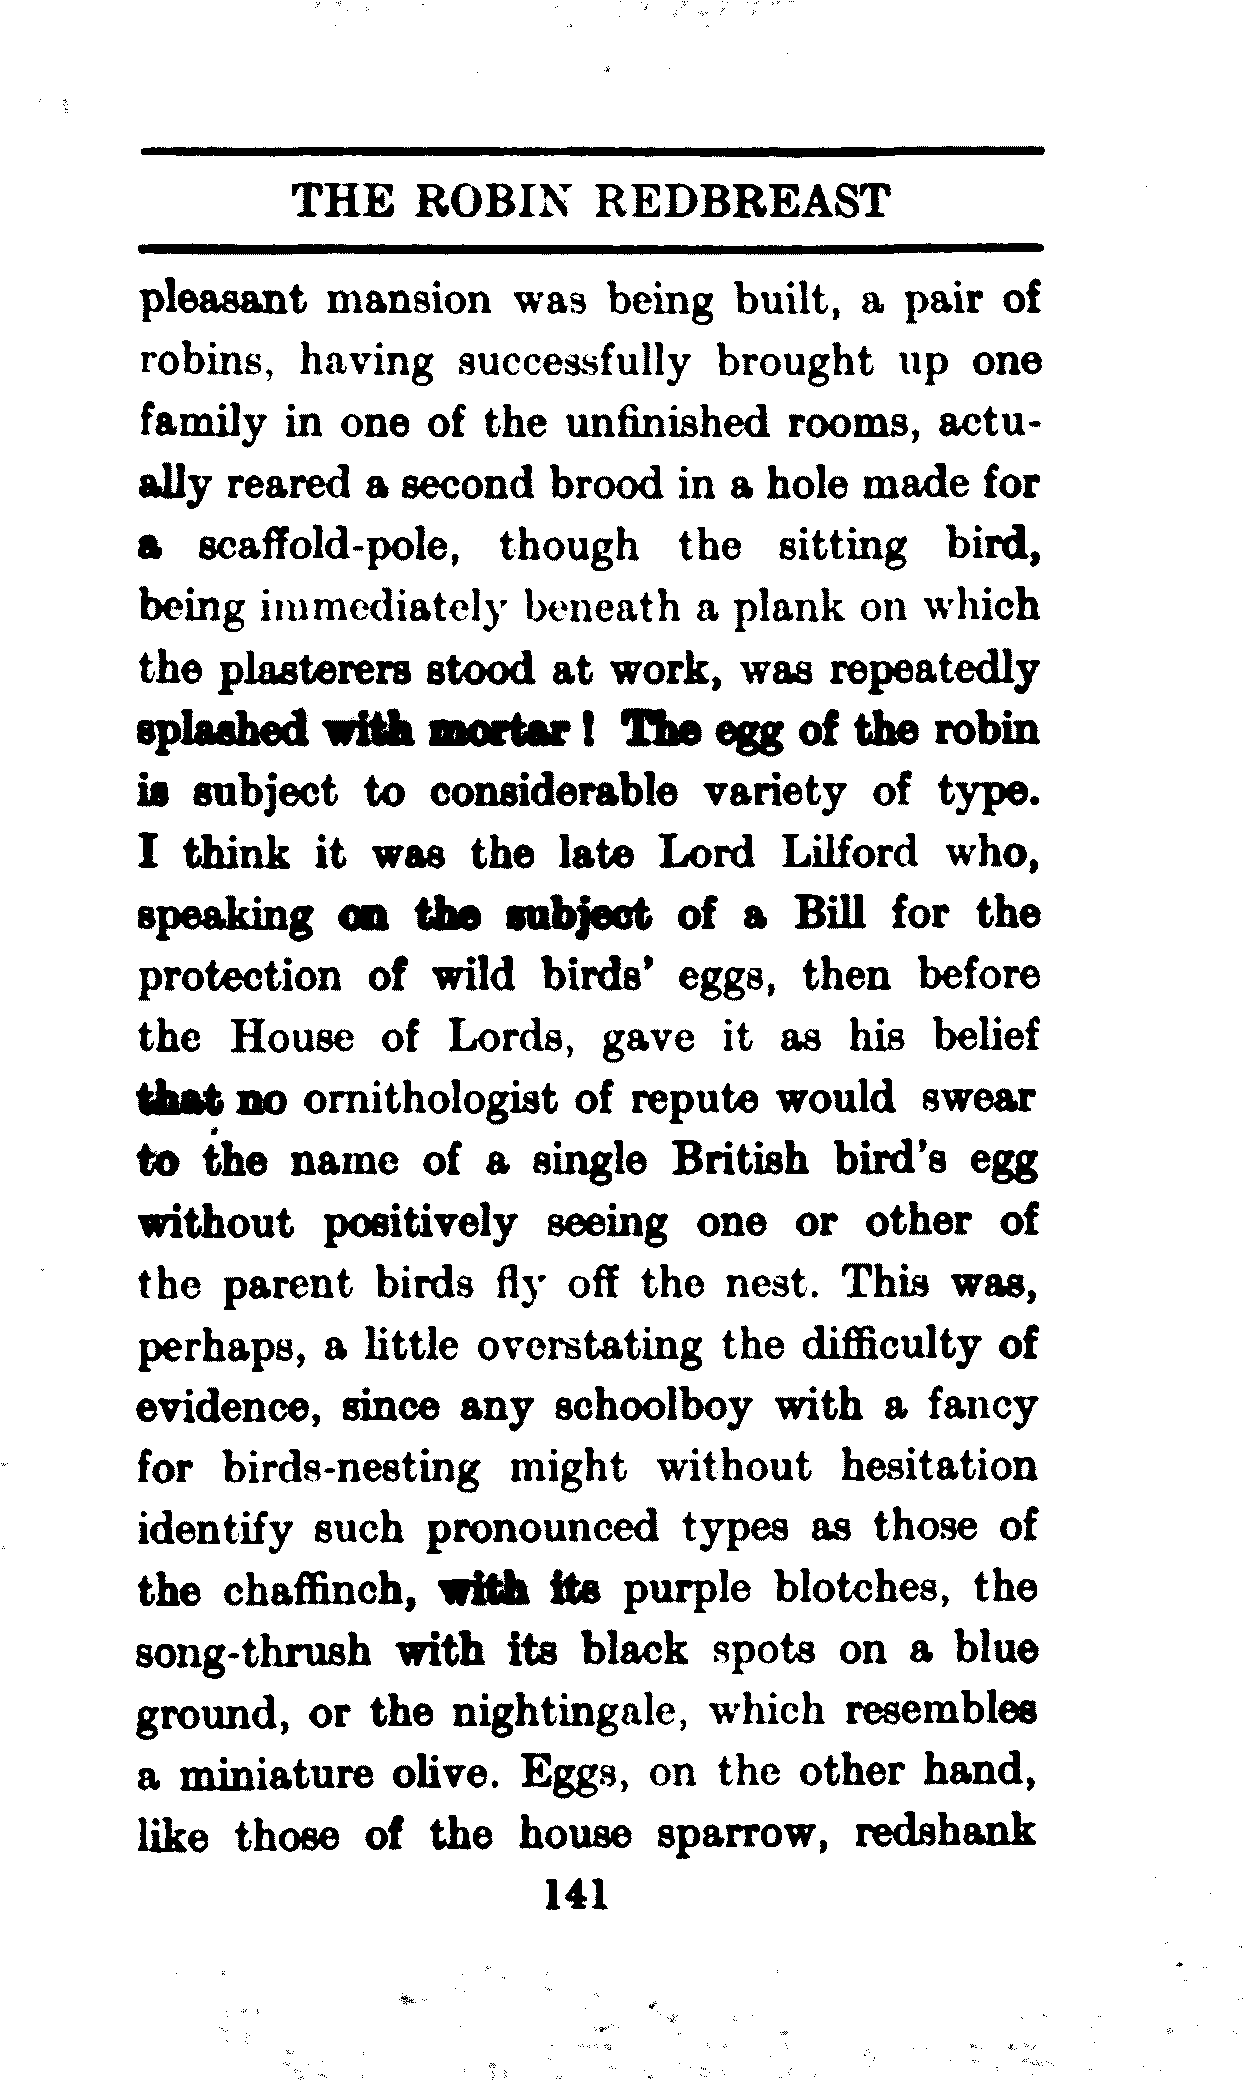 THE ROBIN REDBREAST
pleasant mansion was being built, a pair of
robins, having successfully brought up one
family in one of the unfinished rooms, actu-
ally reared a second brood in a hole made for
a scaffold-pole, though the sitting bird,
being immediately beneath a plank on which
the plasterers stood at work, was repeatedly
splashed with mortar! The egg of the robin
is subject to considerable variety of type.
I think it was the late Lord Lilford who,
speaking on the subject of a Bill for the
protection of wild birds' eggs, then before
the House of Lords, gave it as his belief
that no ornithologist of repute would swear
to the name of a single British bird's egg
without positively seeing one or other of
the parent birds fly off the nest. This was,
perhaps, a little overstating the difficulty of
evidence, since any schoolboy with a fancy
for birds-nesting might without hesitation
identify such pronounced types as those of
the chaffinch, with its purple blotches, the
song-thrush with its black spots on a blue
ground, or the nightingale, which resembles
a miniature olive. Eggs, on the other hand,
like those of the house sparrow, redshank
141